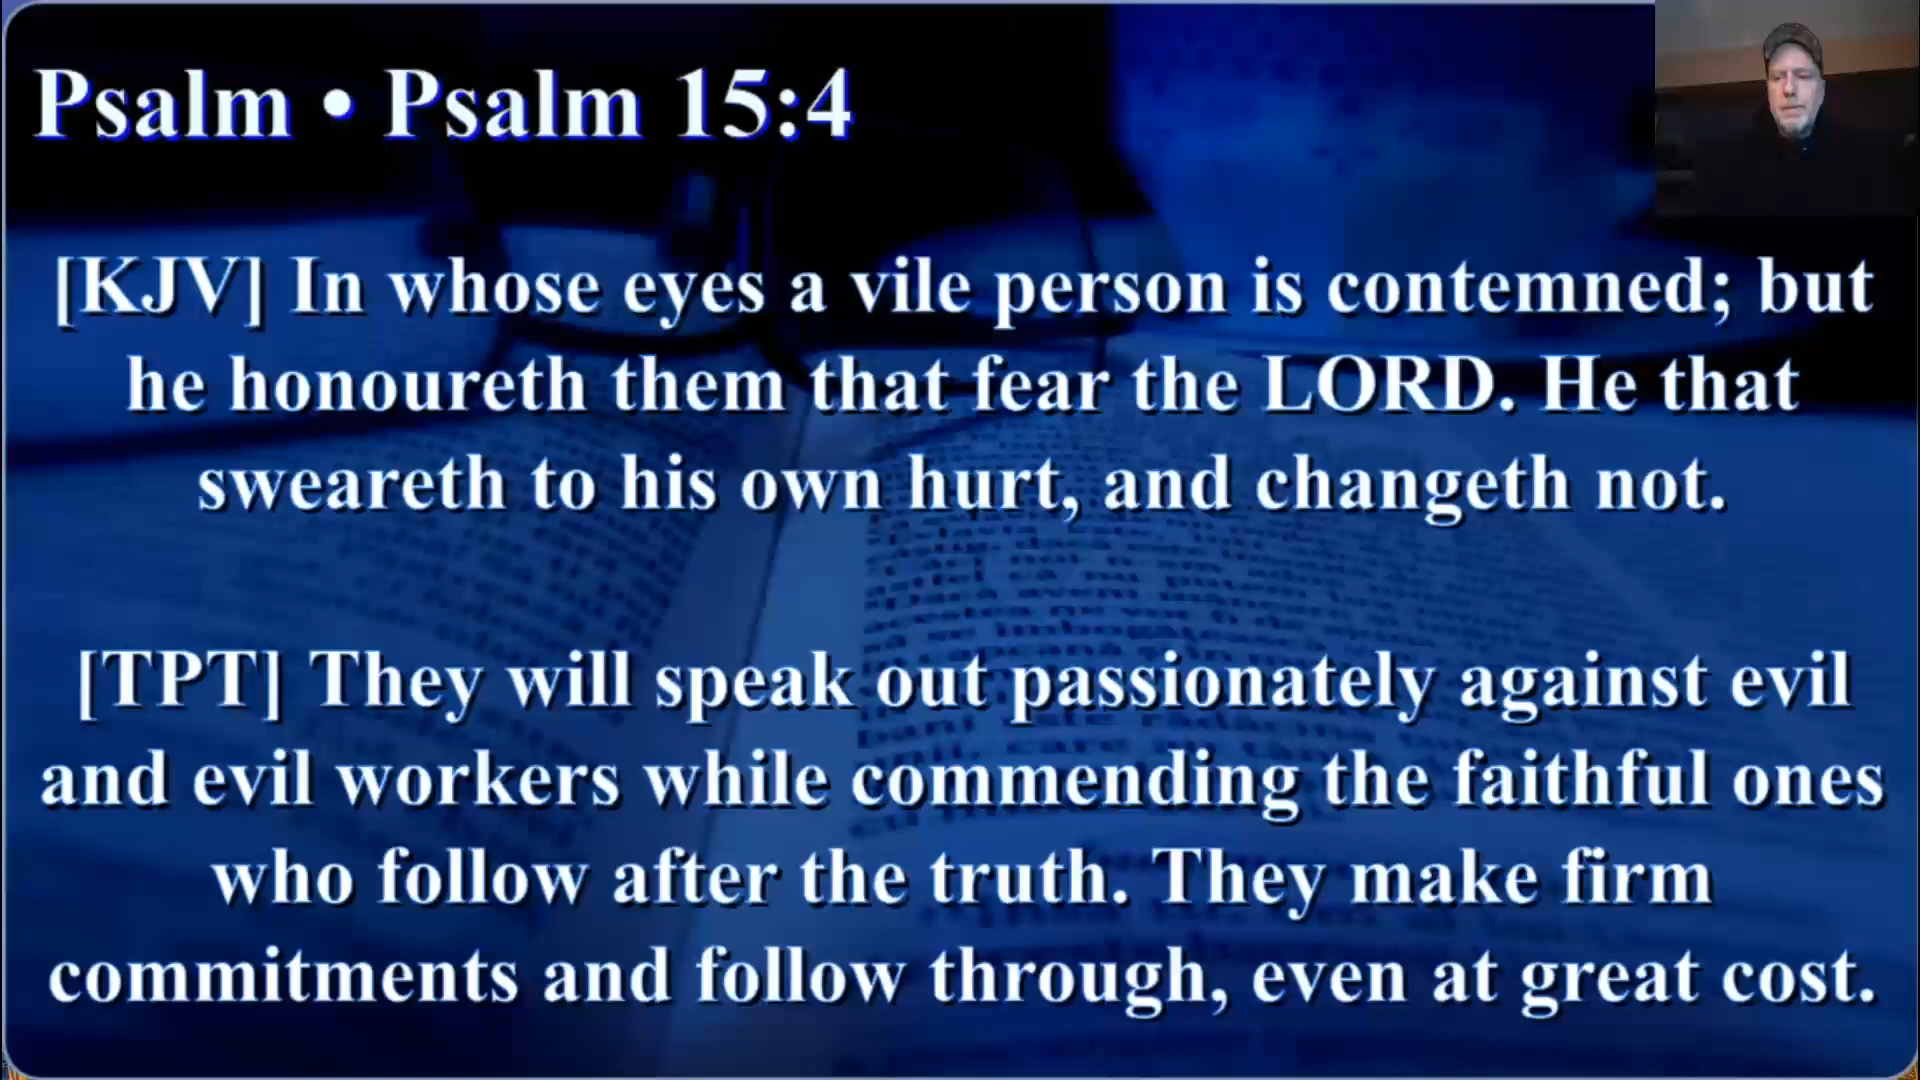 Psalm • Psalm 15:4
[KJV] In whose eyes a vile person is contemned; but
he honoureth them that fear the LORD. He that
sweareth to his own hurt, and changeth not.
[TPT] They will speak out passionately against evil
and evil workers while commending the faithful ones
who follow after the truth. They make firm
commitments and follow through, even at great cost.